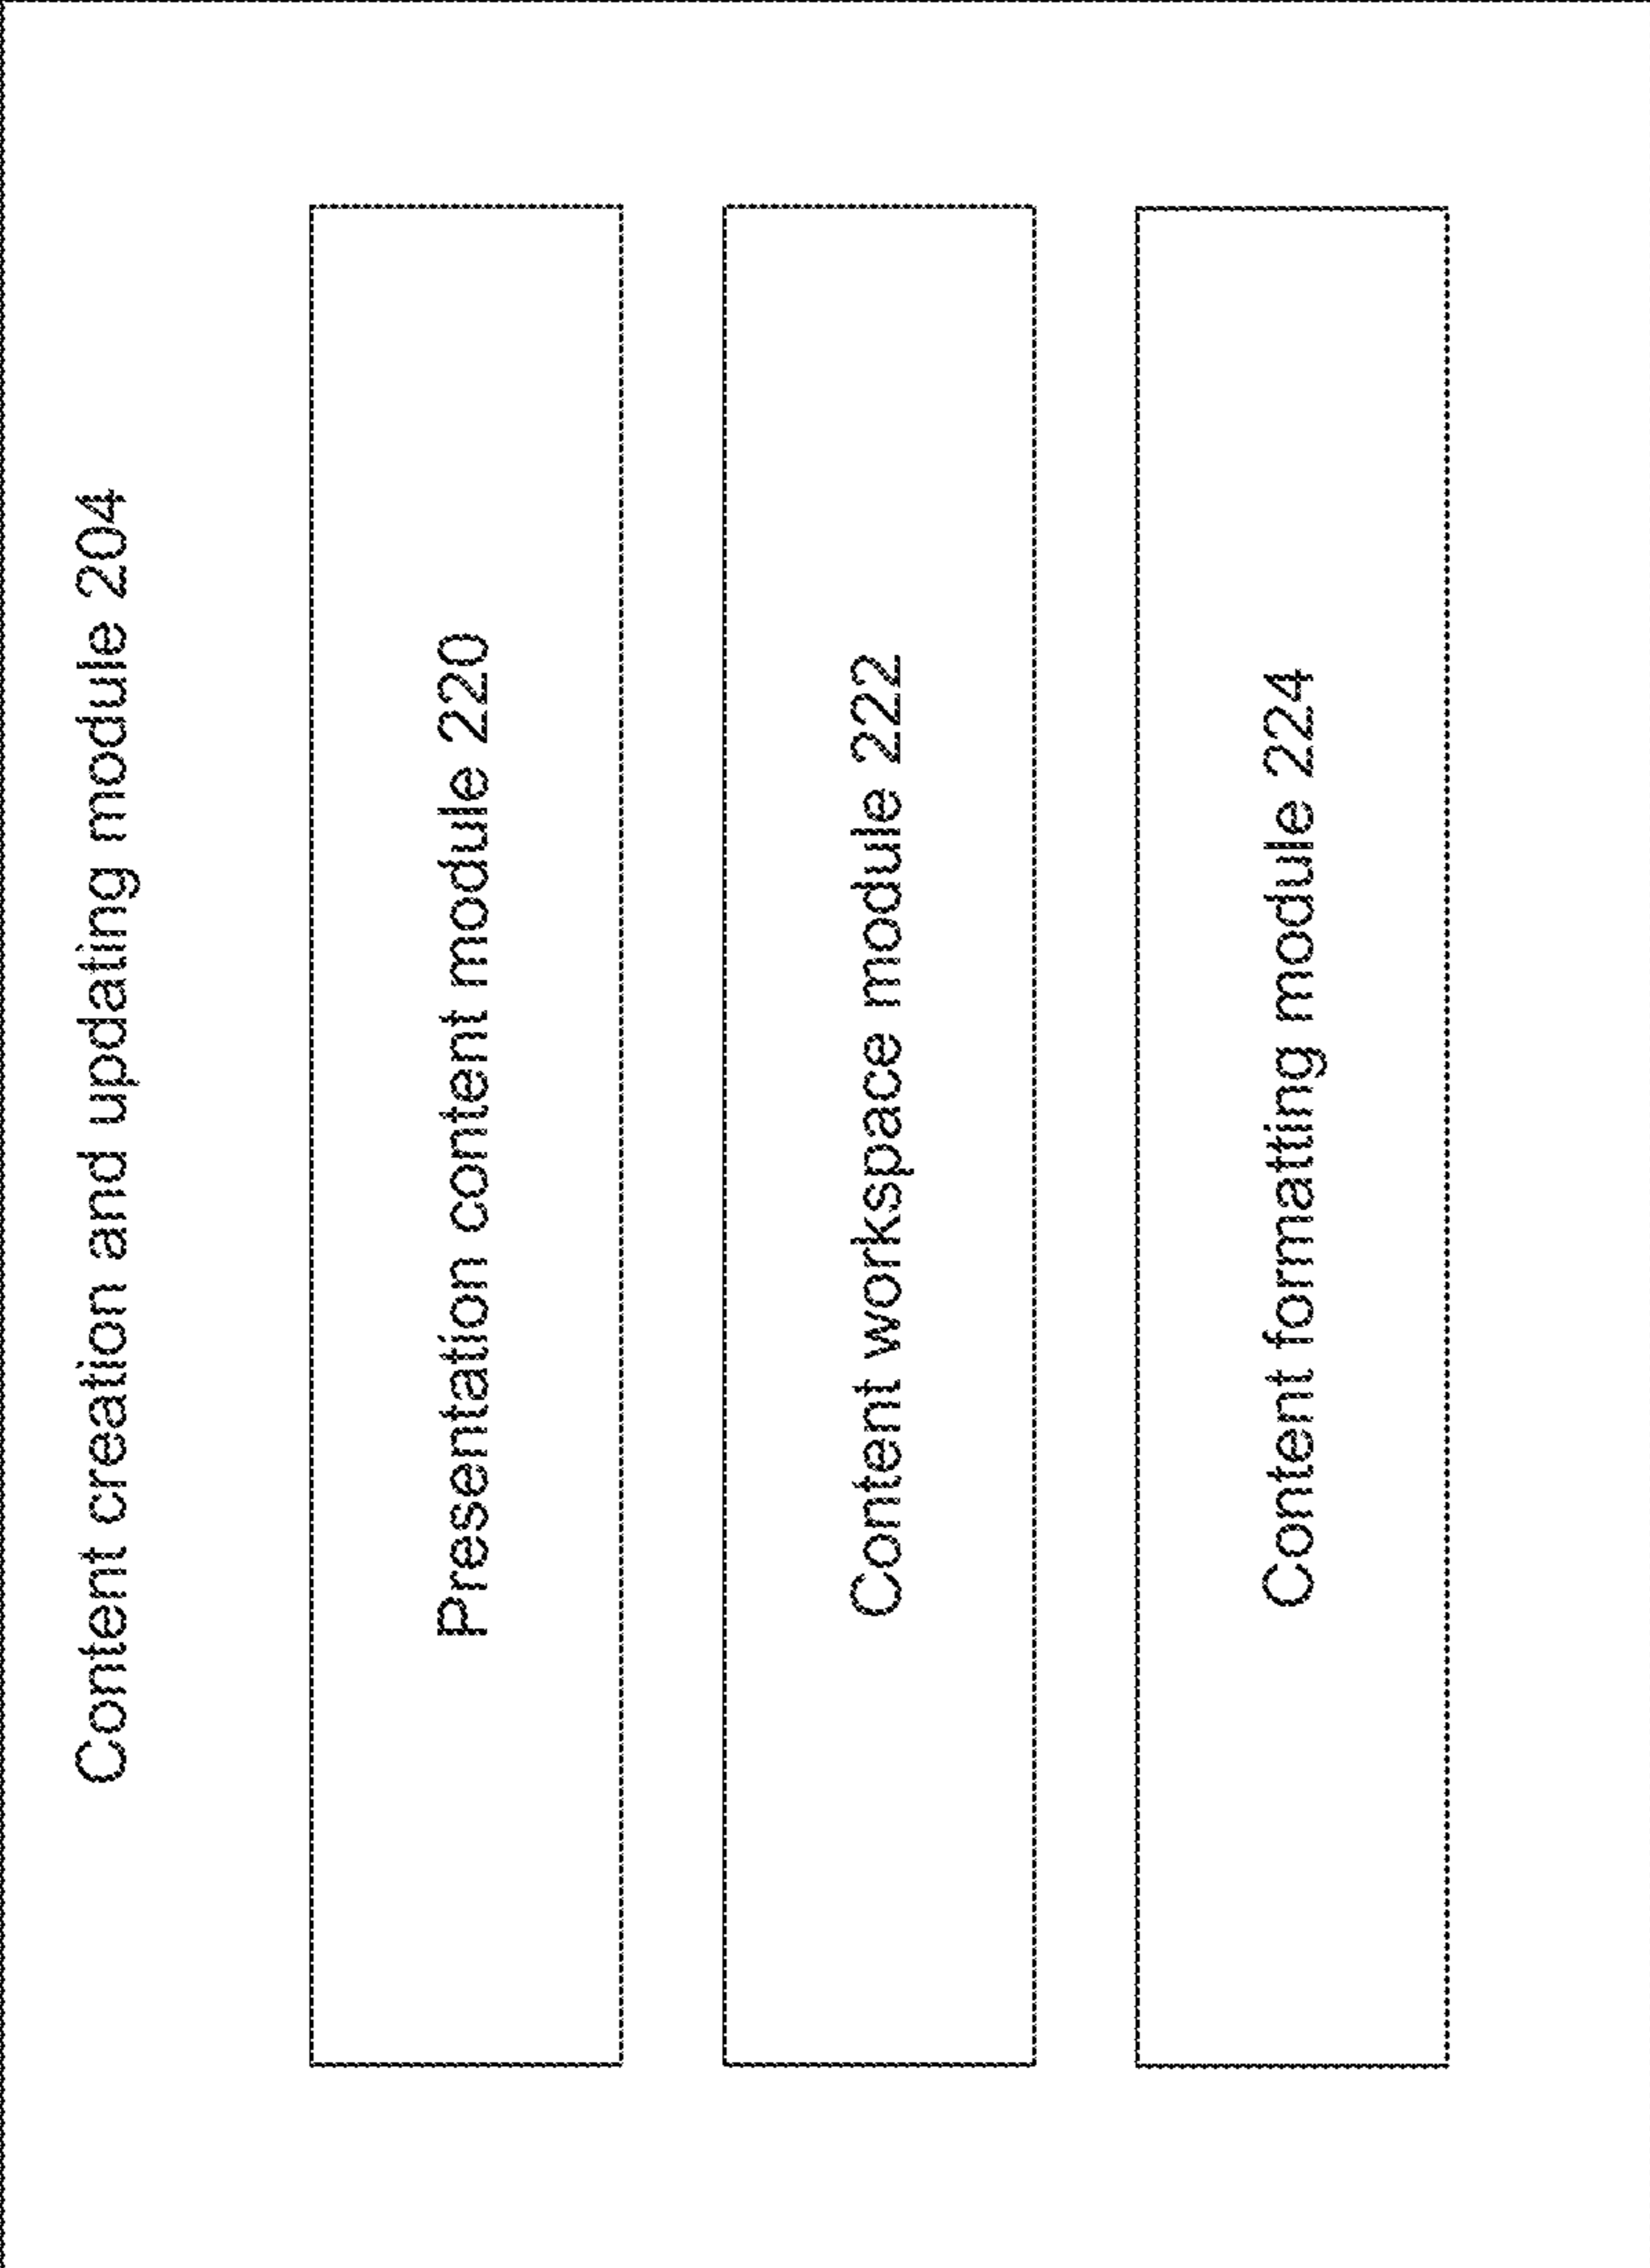 Content creation and updating module 204
Presentation content module 220
Content workspace module 222
Content formatting module 224